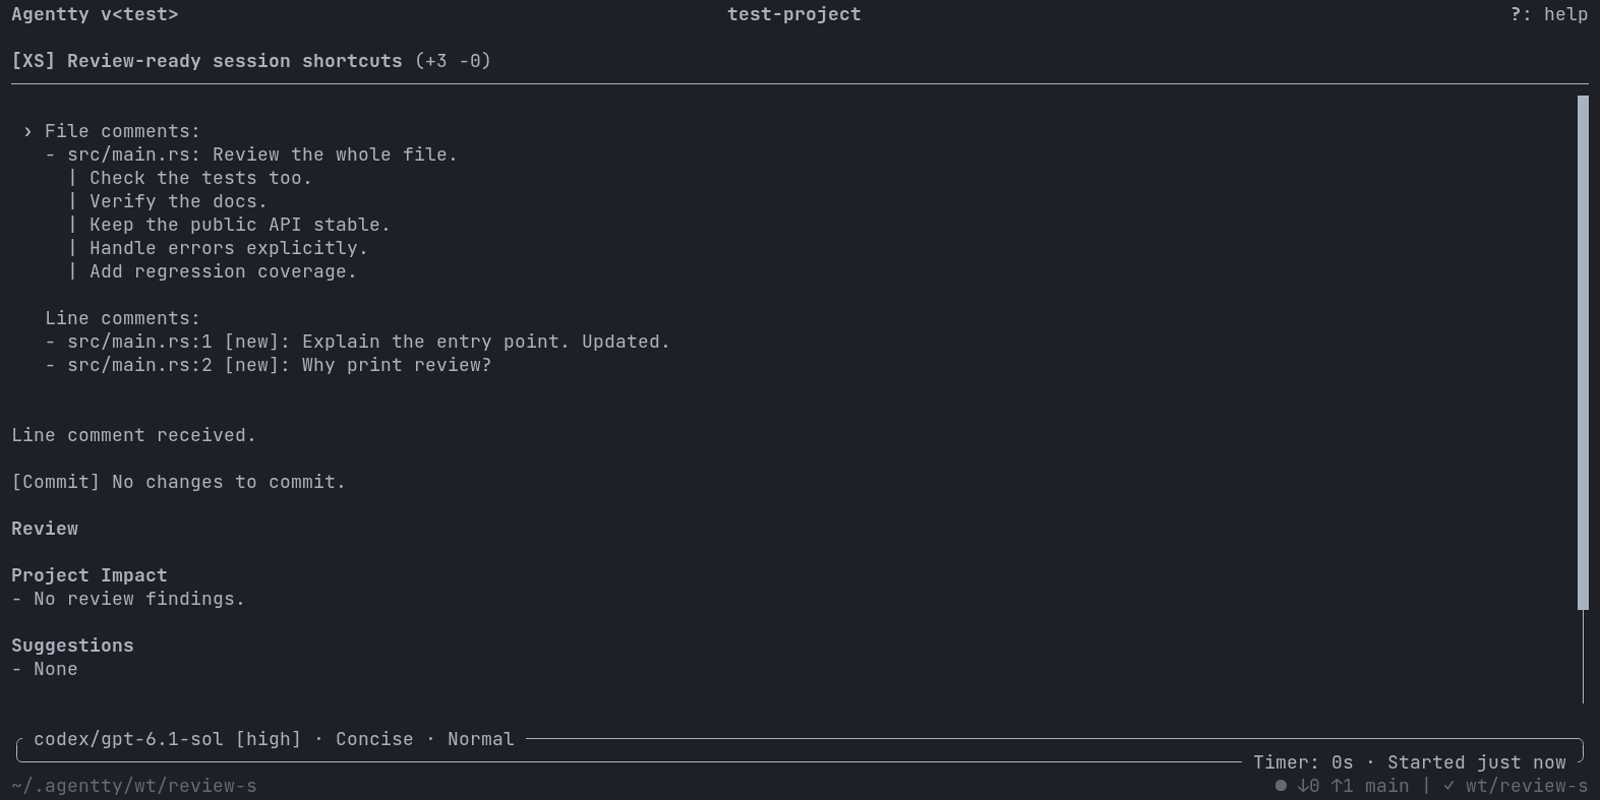 Agentty v<test> test-project ?: help
[XS] Review-ready session shortcuts (+3 -0)
› File comments:
- src/main.rs: Review the whole file.
| Check the tests too.
| Verify the docs.
| Keep the public API stable.
| Handle errors explicitly.
| Add regression coverage.
Line comments:
- src/main.rs:1 [new]: Explain the entry point. Updated.
- src/main.rs:2 [new]: Why print review?
Line comment received.
[Commit] No changes to commit.
Review
Project Impact
- No review findings.
Suggestions
- None
codex/gpt-6.1-sol [high] · Concise · Normal
Timer: 0s · Started just now
~/.agentty/wt/review-s ● ↓0 ↑1 main | ✓ wt/review-s